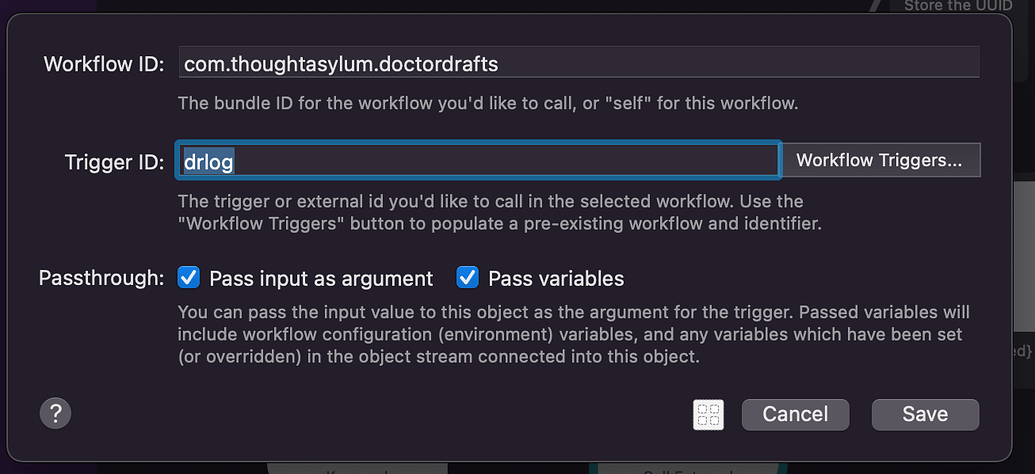 Store the UUID
Workflow ID: com.thoughtasylum.doctordrafts
The bundle ID for the workflow you'd like to call, or "self" for this workflow.
Trigger ID: drlog Workflow Triggers...
The trigger or external id you'd like to call in the selected workflow. Use the
"Workflow Triggers" button to populate a pre-existing workflow and identifier.
Passthrough: Pass input as argument Pass variables
You can pass the input value to this object as the argument for the trigger. Passed variables will
include workflow configuration (environment) variables, and any variables which have been set
(or overridden) in the object stream connected into this object.
ed}
? Cancel Save